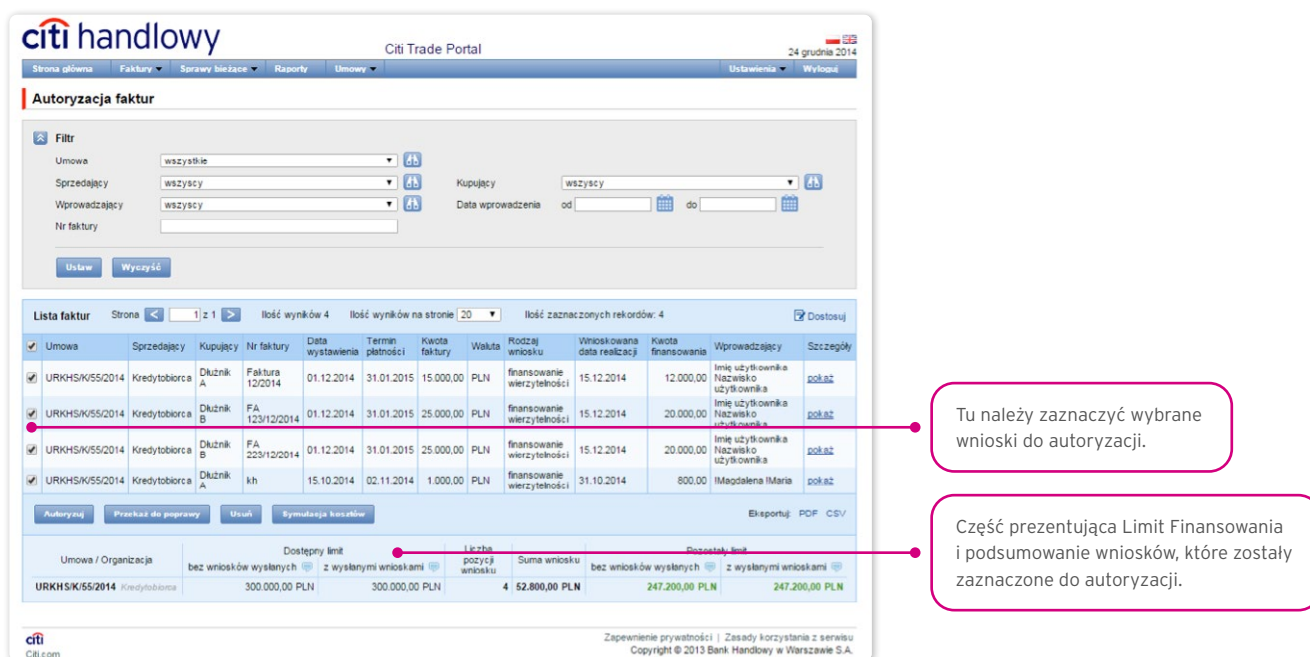 citi handlowy
Citi Trade Portal
24 grudnia 2014
Strona główna Faktury Sprawy bieżące Raporty Umowy Ustawienia Wyloguj
Autoryzacja faktur
Filtr
Umowa wszystkie
Sprzedający wszyscy Kupujący wszyscy
Wprowadzający wszyscy Data wprowadzenia od do
Nr faktury
Ustaw Wyczyść
Lista faktur Strona < 1 z 1 > Ilość wyników 4 Ilość wyników na stronie 20 Ilość zaznaczonych rekordów: 4 Dostosuj
Umowa Sprzedający Kupujący Nr faktury Data wystawienia Termin płatności Kwota faktury Waluta Rodzaj wniosku Wnioskowana data realizacji Kwota finansowania Wprowadzający Szczegóły
URKHS/K/55/2014 Kredytobiorca Dłużnik A Faktura 12/2014 01.12.2014 31.01.2015 15.000,00 PLN finansowanie wierzytelności 15.12.2014 12.000,00 Imię użytkownika Nazwisko użytkownika pokaż
URKHS/K/55/2014 Kredytobiorca Dłużnik B FA 123/12/2014 01.12.2014 31.01.2015 25.000,00 PLN finansowanie wierzytelności 15.12.2014 20.000,00 Imię użytkownika Nazwisko użytkownika pokaż
URKHS/K/55/2014 Kredytobiorca Dłużnik B FA 223/12/2014 01.12.2014 31.01.2015 25.000,00 PLN finansowanie wierzytelności 15.12.2014 20.000,00 Imię użytkownika Nazwisko użytkownika pokaż
URKHS/K/55/2014 Kredytobiorca Dłużnik A kh 15.10.2014 02.11.2014 1.000,00 PLN finansowanie wierzytelności 31.10.2014 800,00 !Magdalena !Maria pokaż
Autoryzuj Przekaż do poprawy Usuń Symulacja kosztów Eksportuj: PDF CSV
Umowa / Organizacja Dostępny limit Liczba pozycji wniosku Suma wniosku Pozostały limit
bez wniosków wysłanych z wysłanymi wnioskami bez wniosków wysłanych z wysłanymi wnioskami
URKHS/K/55/2014 Kredytobiorca 300.000,00 PLN 300.000,00 PLN 4 52.800,00 PLN 247.200,00 PLN 247.200,00 PLN
citi
Citi.com
Zapewnienie prywatności | Zasady korzystania z serwisu
Copyright © 2013 Bank Handlowy w Warszawie S.A.
Tu należy zaznaczyć wybrane
wnioski do autoryzacji.
Część prezentująca Limit Finansowania
i podsumowanie wniosków, które zostały
zaznaczone do autoryzacji.